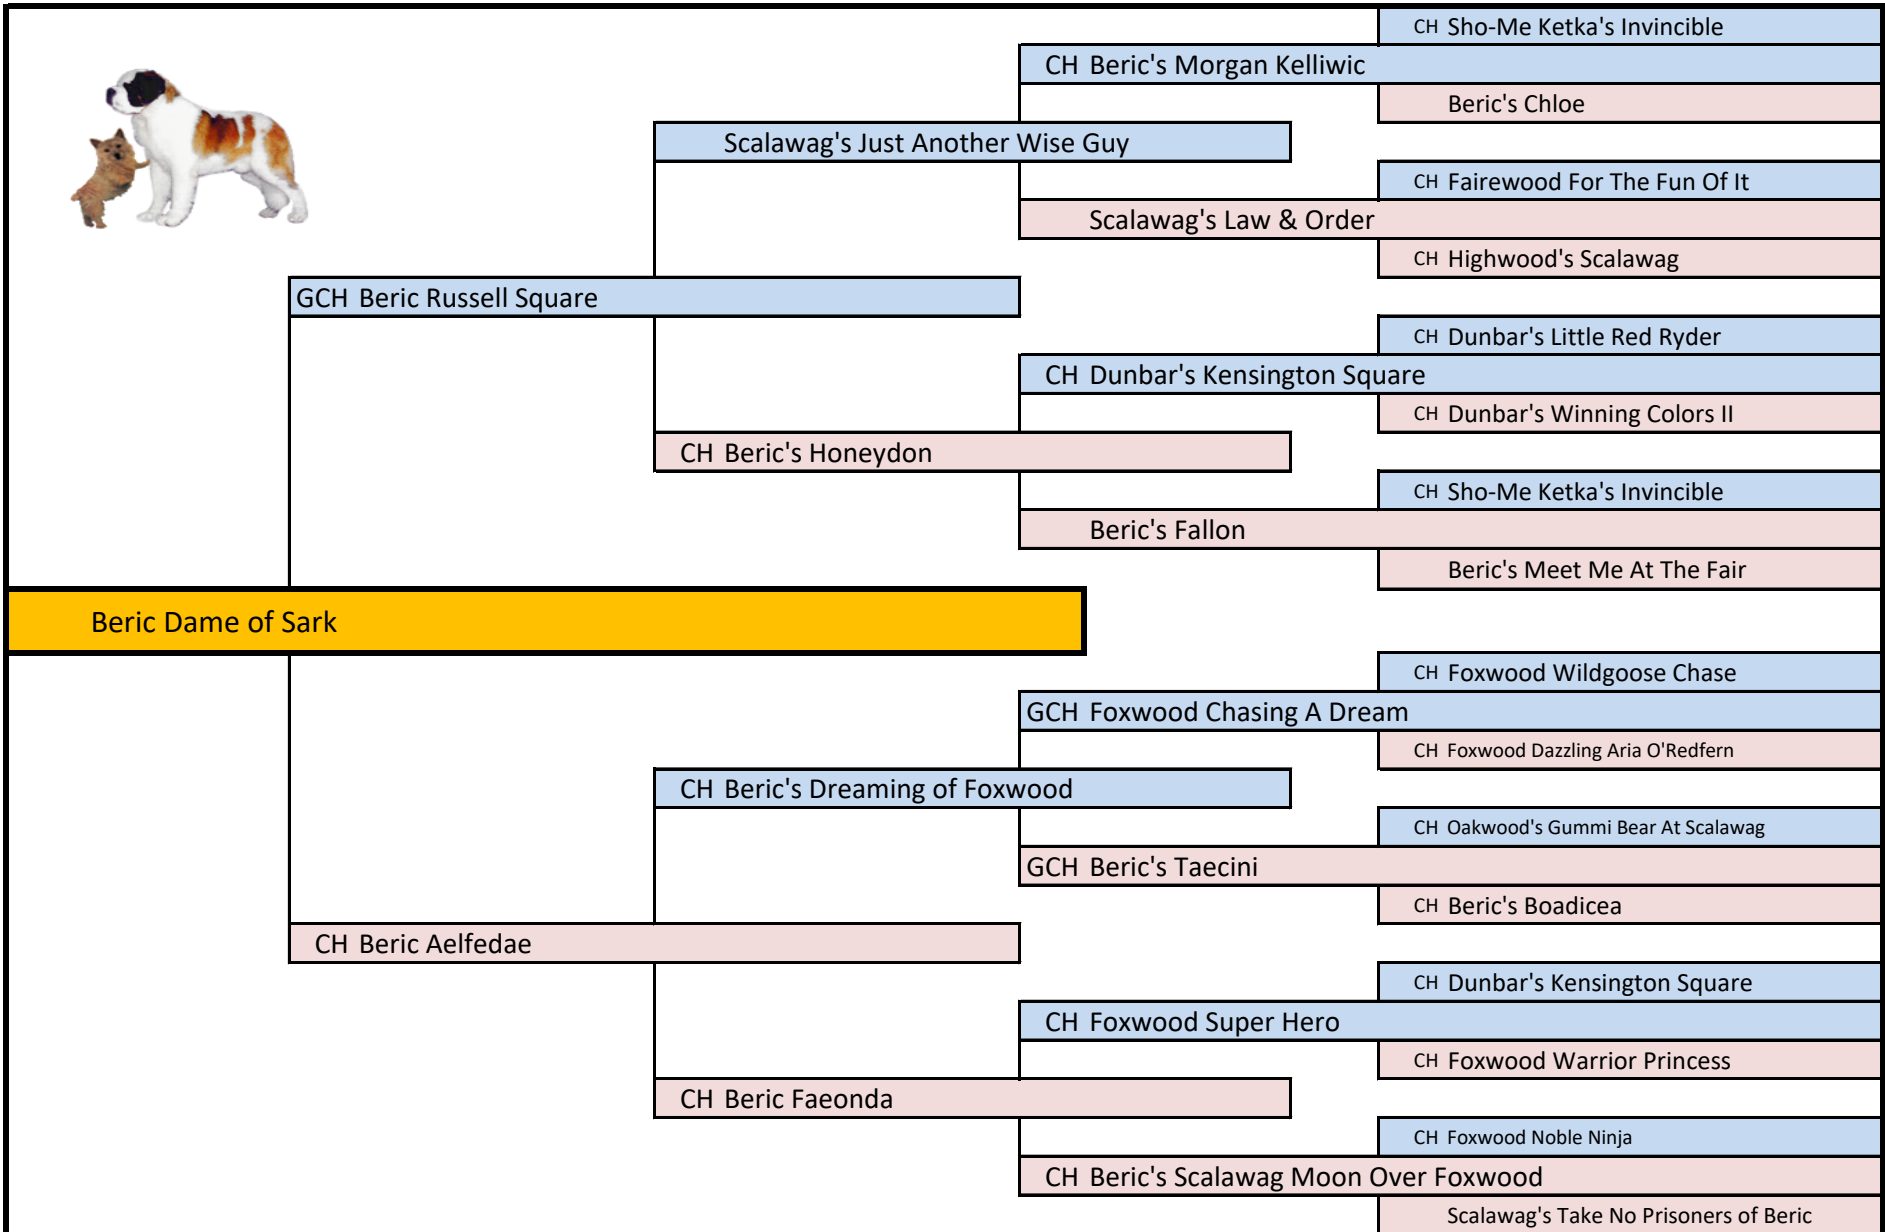 CH Sho-Me Ketka's Invincible
CH Beric's Morgan Kelliwic
Beric's Chloe
Scalawag's Just Another Wise Guy
CH Fairewood For The Fun Of It
Scalawag's Law & Order
CH Highwood's Scalawag
GCH Beric Russell Square
CH Dunbar's Little Red Ryder
CH Dunbar's Kensington Square
CH Dunbar's Winning Colors II
CH Beric's Honeydon
CH Sho-Me Ketka's Invincible
Beric's Fallon
Beric's Meet Me At The Fair
Beric Dame of Sark
CH Foxwood Wildgoose Chase
GCH Foxwood Chasing A Dream
CH Foxwood Dazzling Aria O'Redfern
CH Beric's Dreaming of Foxwood
CH Oakwood's Gummi Bear At Scalawag
GCH Beric's Taecini
CH Beric's Boadicea
CH Beric Aelfedae
CH Dunbar's Kensington Square
CH Foxwood Super Hero
CH Foxwood Warrior Princess
CH Beric Faeonda
CH Foxwood Noble Ninja
CH Beric's Scalawag Moon Over Foxwood
Scalawag's Take No Prisoners of Beric